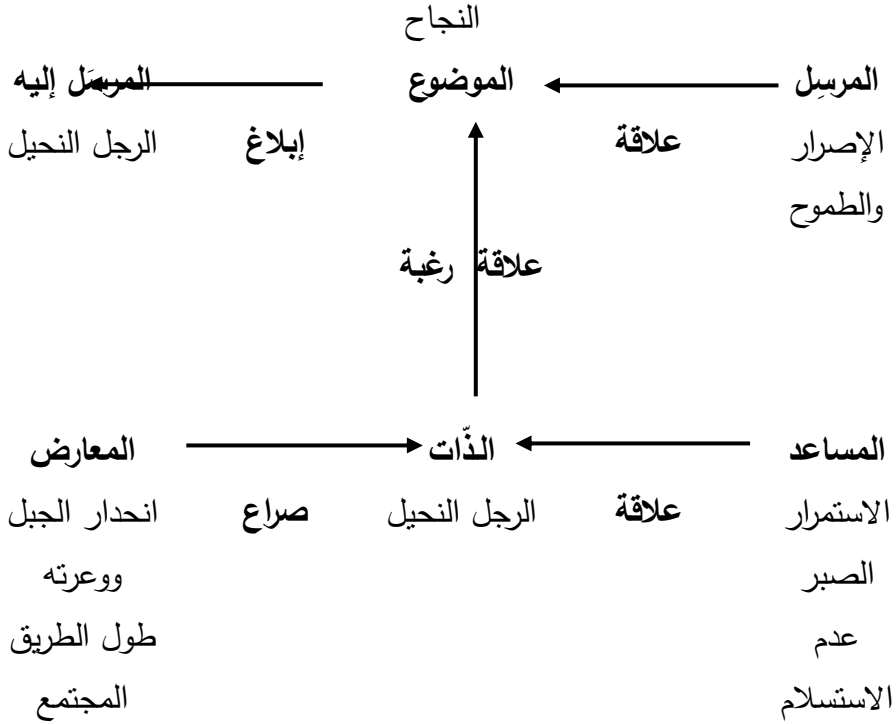 النجاح
المرسِل الموضوع المرسَل إليه
الإصرار علاقة إبلاغ الرجل النحيل
والطموح
علاقة رغبة
المساعد الذّات المعارض
الاستمرار علاقة الرجل النحيل صراع انحدار الجبل
الصبر ووعرته
عدم طول الطريق
الاستسلام المجتمع